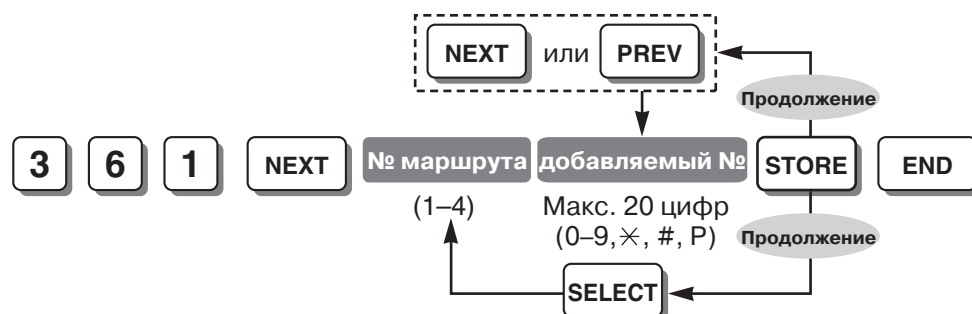 NEXT или PREV
Продолжение
3 6 1 NEXT № маршрута добавляемый № STORE END
(1–4) Макс. 20 цифр
(0–9, ✳, #, P) Продолжение
SELECT